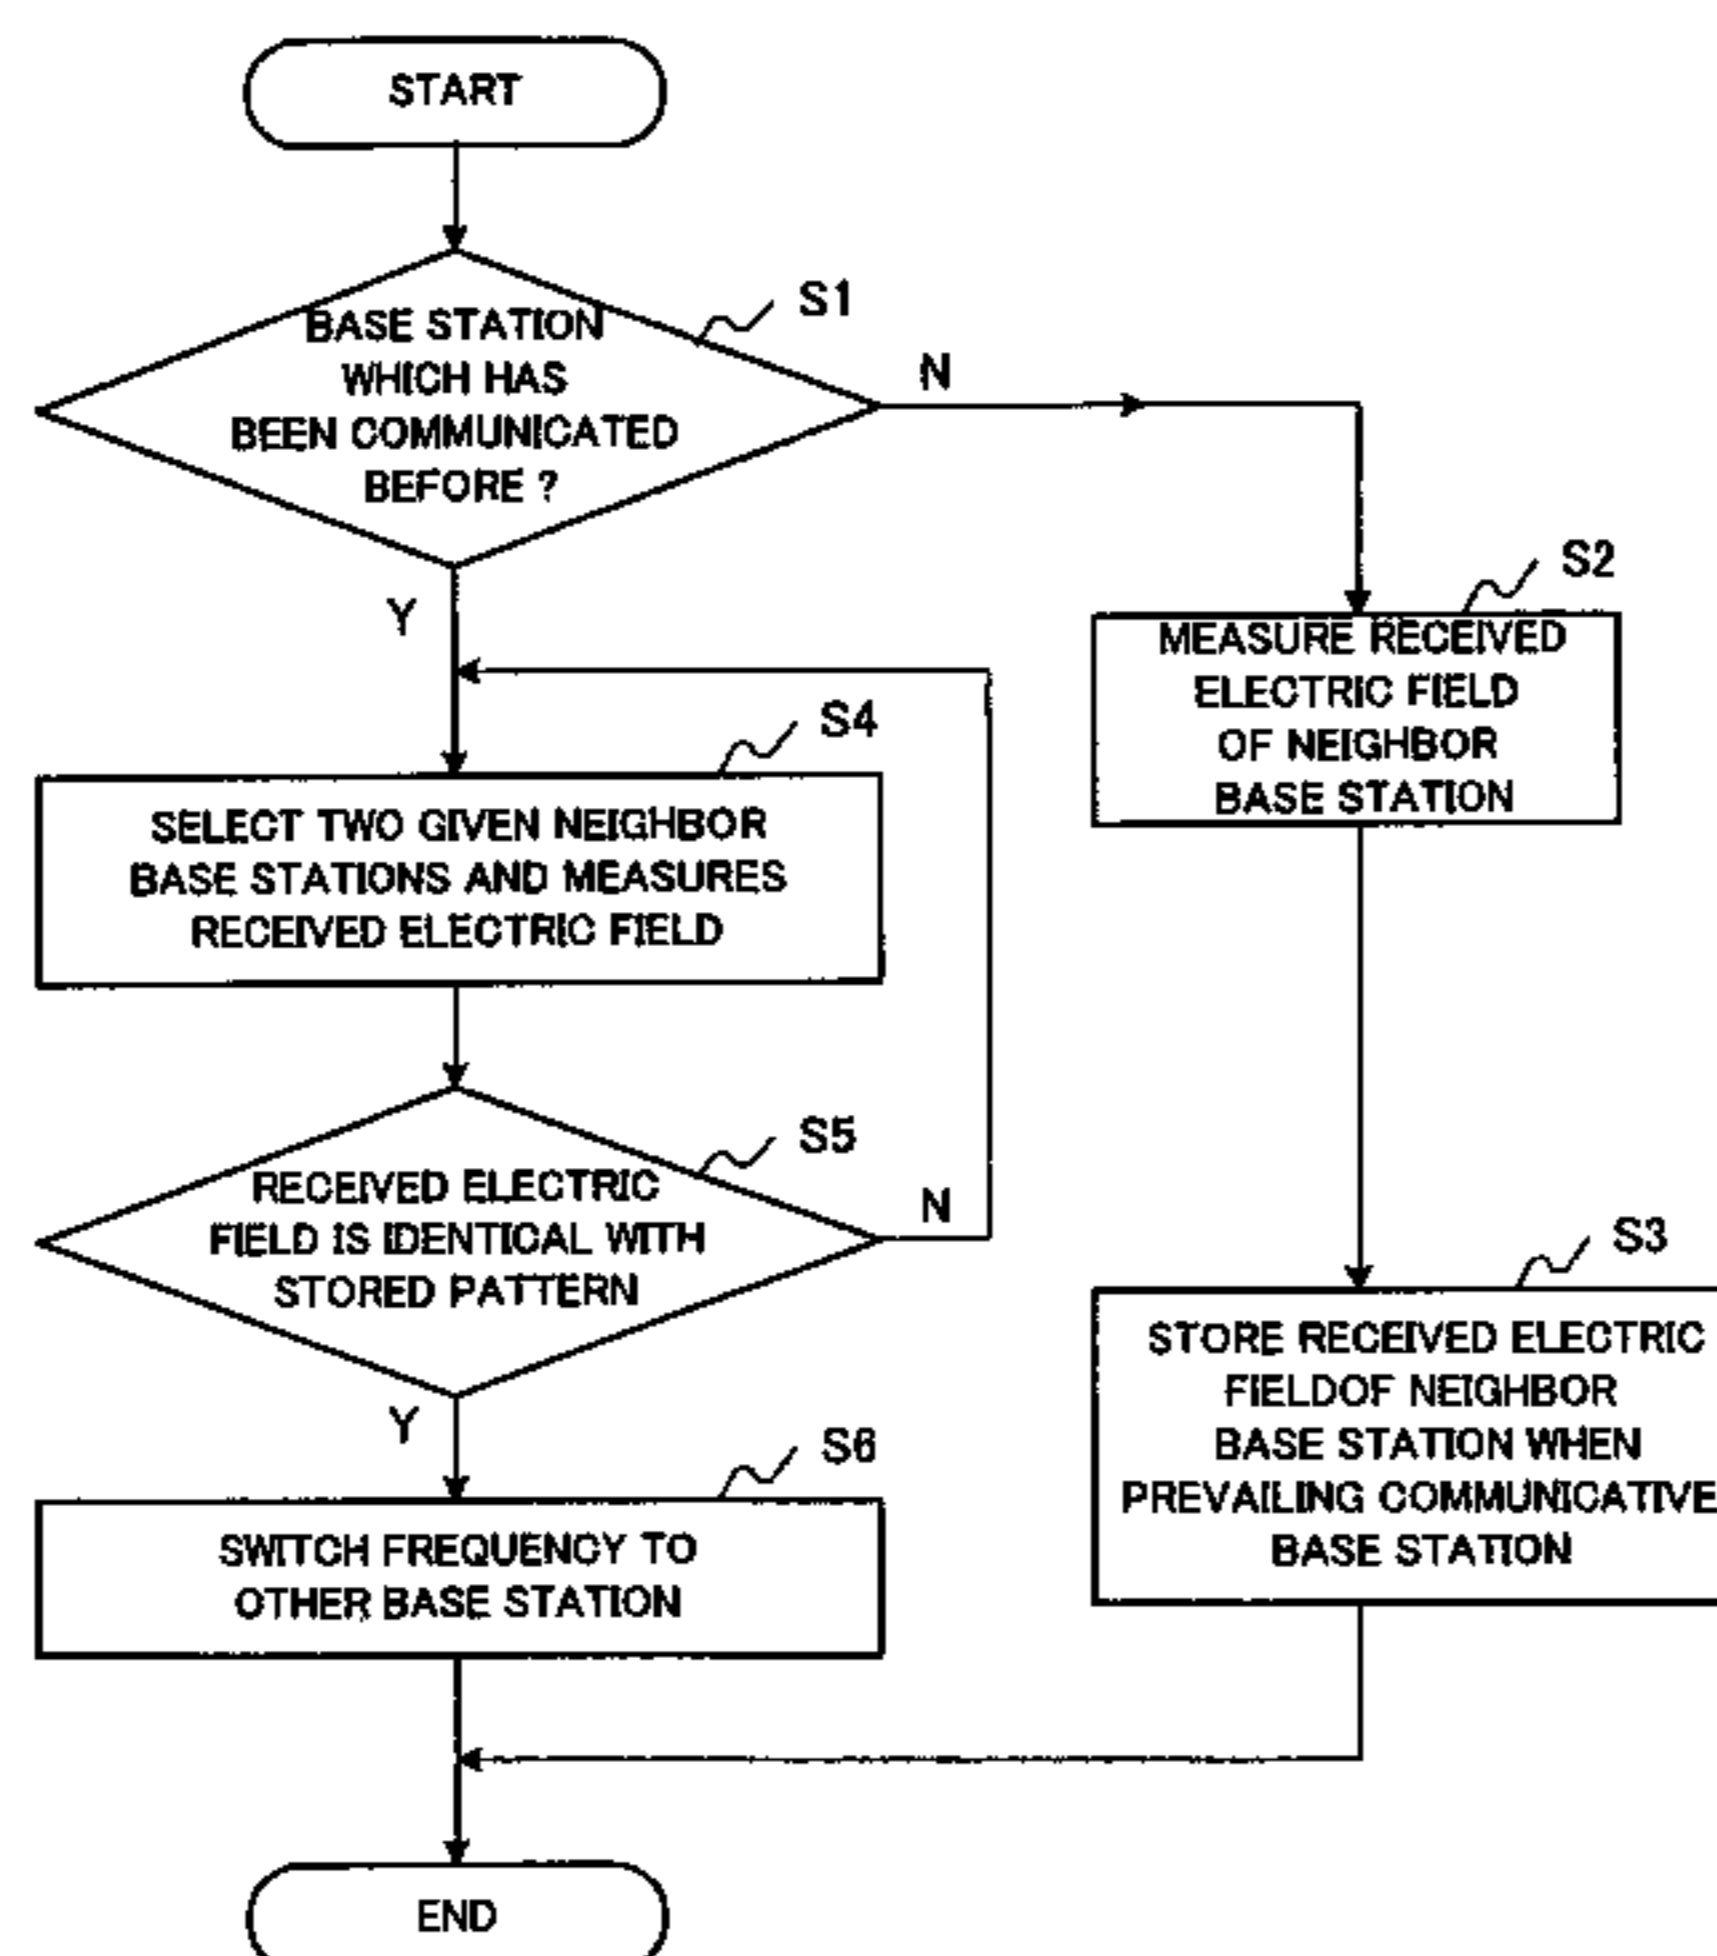 START
S1
BASE STATION
WHICH HAS
BEEN COMMUNICATED
BEFORE ?
N
Y
S2
MEASURE RECEIVED
ELECTRIC FIELD
OF NEIGHBOR
BASE STATION
S4
SELECT TWO GIVEN NEIGHBOR
BASE STATIONS AND MEASURES
RECEIVED ELECTRIC FIELD
S5
RECEIVED ELECTRIC
FIELD IS IDENTICAL WITH
STORED PATTERN
N
Y
S3
STORE RECEIVED ELECTRIC
FIELDOF NEIGHBOR
BASE STATION WHEN
PREVAILING COMMUNICATIVE
BASE STATION
S6
SWITCH FREQUENCY TO
OTHER BASE STATION
END